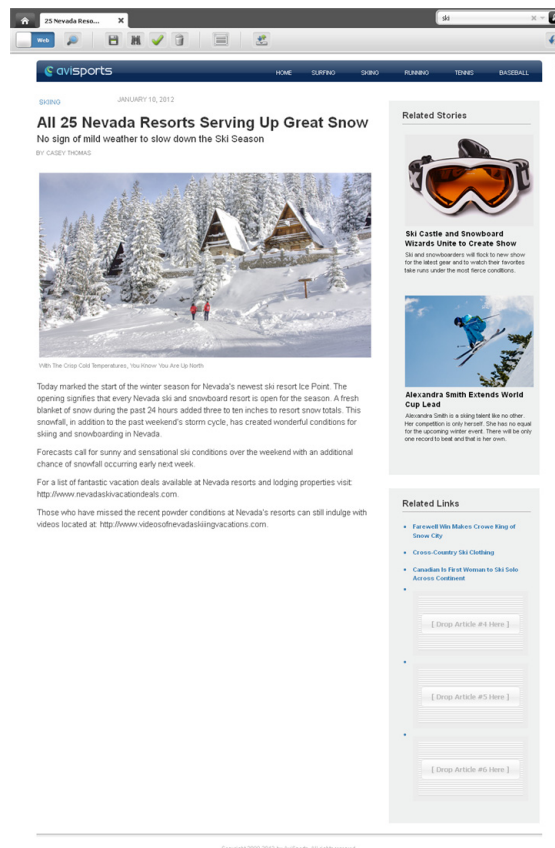 25 Nevada Reso...
ski
Web
avisports
HOME SURFING SKIING RUNNING TENNIS BASEBALL
SKIING JANUARY 10, 2012
All 25 Nevada Resorts Serving Up Great Snow
No sign of mild weather to slow down the Ski Season
BY CASEY THOMAS
With The Crisp Cold Temperatures, You Know You Are Up North
Today marked the start of the winter season for Nevada's newest ski resort Ice Point. The
opening signifies that every Nevada ski and snowboard resort is open for the season. A fresh
blanket of snow during the past 24 hours added three to ten inches to resort snow totals. This
snowfall, in addition to the past weekend's storm cycle, has created wonderful conditions for
skiing and snowboarding in Nevada.
Forecasts call for sunny and sensational ski conditions over the weekend with an additional
chance of snowfall occurring early next week.
For a list of fantastic vacation deals available at Nevada resorts and lodging properties visit:
http://www.nevadaskivacationdeals.com.
Those who have missed the recent powder conditions at Nevada's resorts can still indulge with
videos located at: http://www.videosofnevadaskiingvacations.com.
Related Stories
Ski Castle and Snowboard
Wizards Unite to Create Show
Ski and snowboarders will flock to new show
for the latest gear and to watch their favorites
take runs under the most fierce conditions.
Alexandra Smith Extends World
Cup Lead
Alexandra Smith is a skiing talent like no other.
Her competition is only herself. She has no equal
for the upcoming winter event. There will be only
one record to beat and that is her own.
Related Links
Farewell Win Makes Crowe King of
Snow City
Cross-Country Ski Clothing
Canadian Is First Woman to Ski Solo
Across Continent
[ Drop Article #4 Here ]
[ Drop Article #5 Here ]
[ Drop Article #6 Here ]